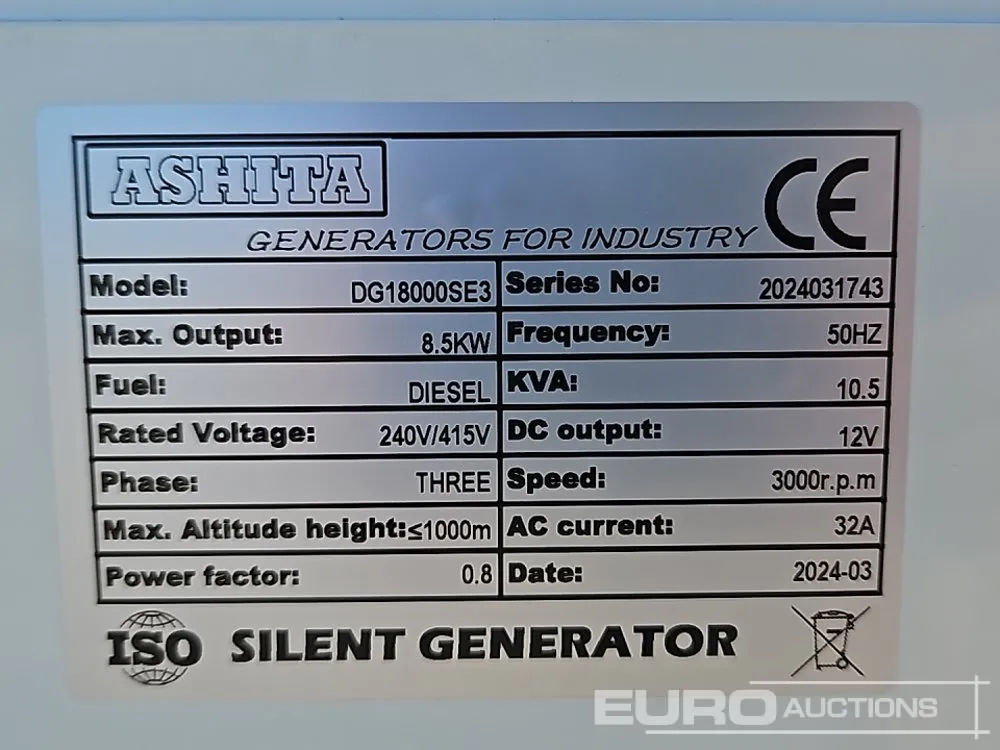 ASHITA
CE
GENERATORS FOR INDUSTRY
Model: DG18000SE3 Series No: 2024031743
Max. Output: 8.5KW Frequency: 50HZ
Fuel: DIESEL KVA: 10.5
Rated Voltage: 240V/415V DC output: 12V
Phase: THREE Speed: 3000r.p.m
Max. Altitude height:≤1000m AC current: 32A
Power factor: 0.8 Date: 2024-03
ISO SILENT GENERATOR
EURO AUCTIONS